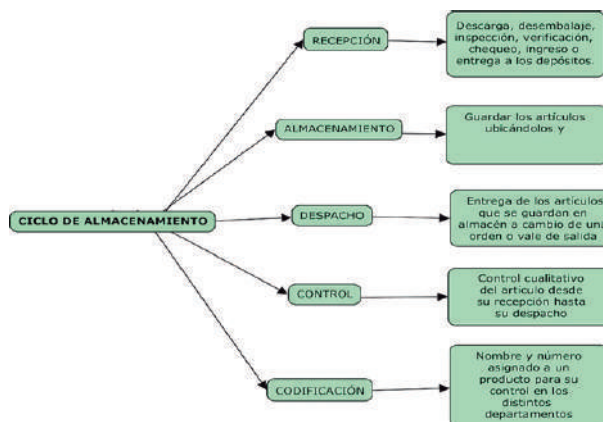 RECEPCIÓN
Descarga, desembalaje,
inspección, verificación,
chequeo, ingreso o
entrega a los depósitos.
ALMACENAMIENTO
Guardar los artículos
ubicándolos y
CICLO DE ALMACENAMIENTO
DESPACHO
Entrega de los artículos
que se guardan en
almacén a cambio de una
orden o vale de salida
CONTROL
Control cualitativo
del artículo desde
su recepción hasta
su despacho
CODIFICACIÓN
Nombre y número
asignado a un
producto para su
control en los
distintos
departamentos